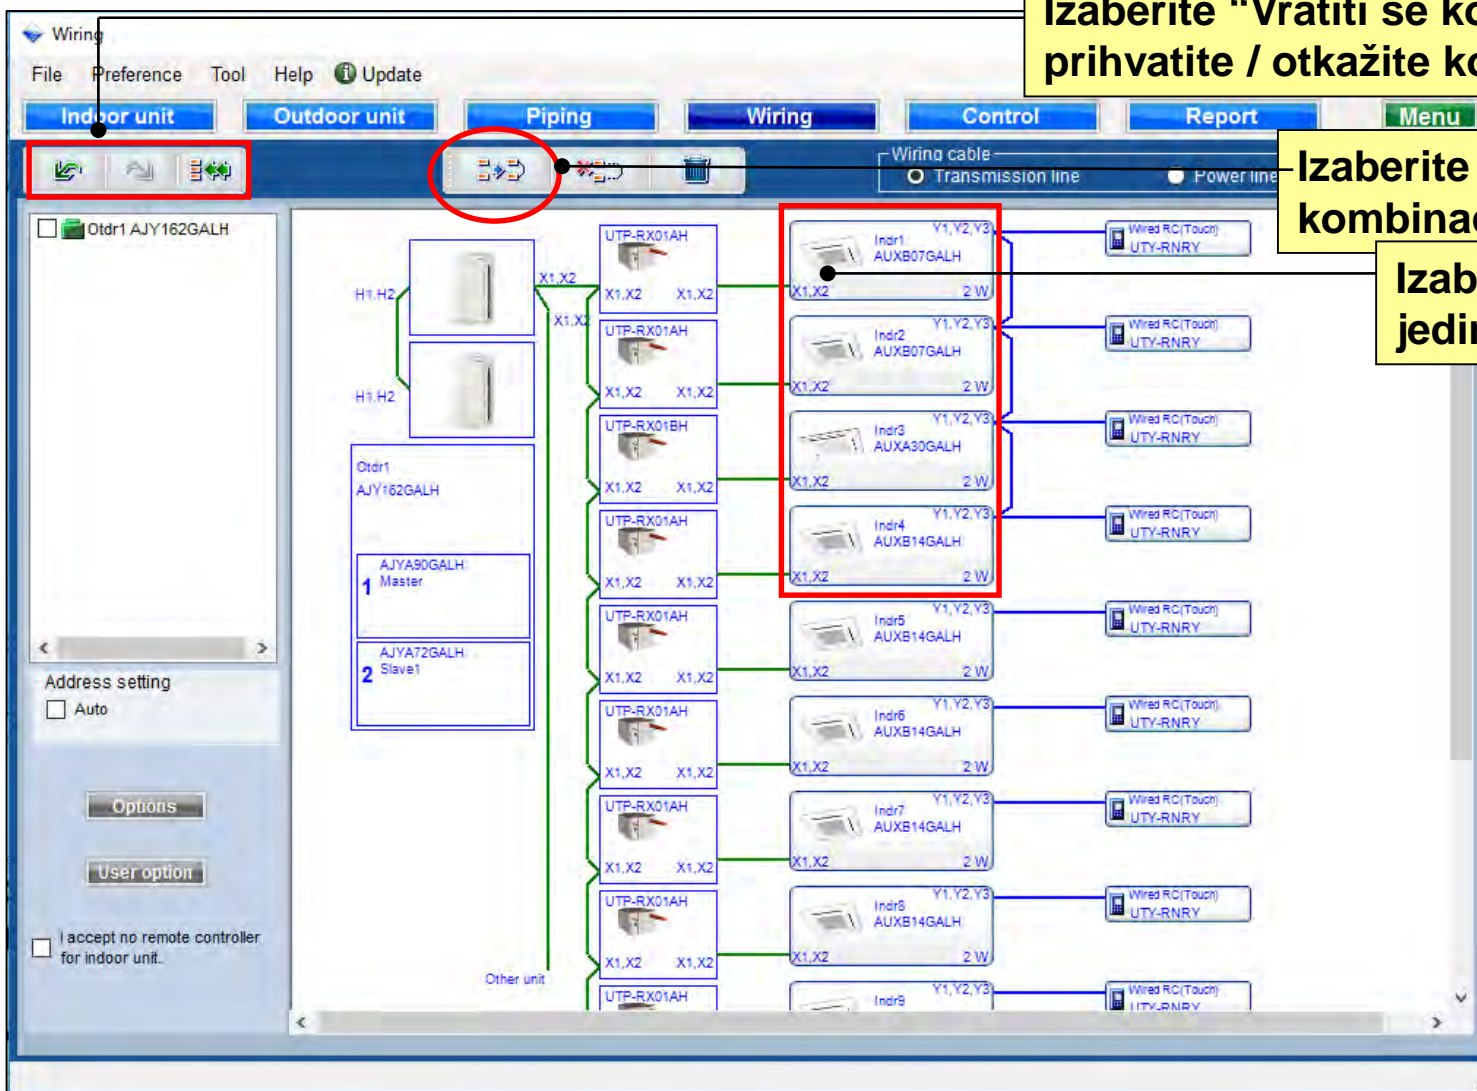 Izaberite "Vratiti se
prihvatite / otkažite
Wiring
File Preference Tool Help Update
Indoor unit Outdoor unit Piping Wiring Control Report Menu
Wiring cable
Transmission line Power line
Izaberite
Otdr1 AJY162GALH
H1.H2
H1.H2
X1,X2
Otdr1
AJY162GALH
AJYA90GALH
1 Master
AJYA72GALH
2 Slave1
Other unit
UTP-RX01AH
X1,X2 X1,X2
UTP-RX01AH
X1,X2 X1,X2
UTP-RX01BH
X1,X2 X1,X2
UTP-RX01AH
X1,X2 X1,X2
UTP-RX01AH
X1,X2 X1,X2
UTP-RX01AH
X1,X2 X1,X2
UTP-RX01AH
X1,X2 X1,X2
UTP-RX01AH
X1,X2 X1,X2
UTP-RX01AH
Y1,Y2,Y3
Indr1
AUXB07GALH
X1,X2 2 W
Y1,Y2,Y3
Indr2
AUXB07GALH
X1,X2 2 W
Y1,Y2,Y3
Indr3
AUXA30GALH
X1,X2 2 W
Y1,Y2,Y3
Indr4
AUXB14GALH
X1,X2 2 W
Y1,Y2,Y3
Indr5
AUXB14GALH
X1,X2 2 W
Y1,Y2,Y3
Indr6
AUXB14GALH
X1,X2 2 W
Y1,Y2,Y3
Indr7
AUXB14GALH
X1,X2 2 W
Y1,Y2,Y3
Indr8
AUXB14GALH
X1,X2 2 W
Y1,Y2,Y3
Indr9
Wired RC(Touch)
UTY-RNRY
Wired RC(Touch)
UTY-RNRY
Wired RC(Touch)
UTY-RNRY
Wired RC(Touch)
UTY-RNRY
Wired RC(Touch)
UTY-RNRY
Wired RC(Touch)
UTY-RNRY
Wired RC(Touch)
UTY-RNRY
Wired RC(Touch)
UTY-RNRY
Wired RC(Touch)
UTY-RNRY
Address setting
Auto
Options
User option
I accept no remote controller
for indoor unit.